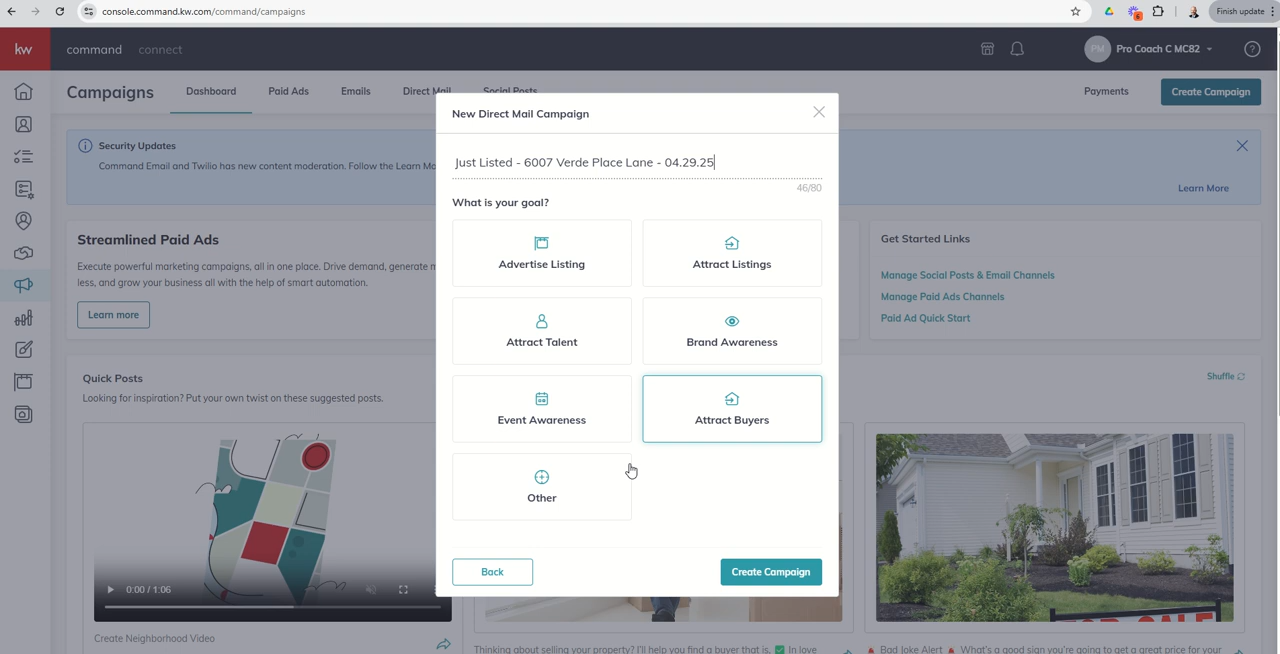 console.command.kw.com/command/campaigns
6
Finish update
kw
command
connect
PM
Pro Coach C MC82
?
Campaigns
Dashboard
Paid Ads
Emails
Direct Mail
Social Posts
Payments
Create Campaign
Security Updates
Command Email and Twilio has new content moderation. Follow the Learn Mo
Learn More
Streamlined Paid Ads
Execute powerful marketing campaigns, all in one place. Drive demand, generate m
less, and grow your business all with the help of smart automation.
Learn more
Get Started Links
Manage Social Posts & Email Channels
Manage Paid Ads Channels
Paid Ad Quick Start
Quick Posts
Looking for inspiration? Put your own twist on these suggested posts.
Shuffle
0:00 / 1:06
Create Neighborhood Video
New Direct Mail Campaign
Just Listed - 6007 Verde Place Lane - 04.29.25
46/80
What is your goal?
Advertise Listing
Attract Listings
Attract Talent
Brand Awareness
Event Awareness
Attract Buyers
Other
Back
Create Campaign
Thinking about selling your property? I'll help you find a buyer that is. ✅ In love
Bad Joke Alert 🚨 What's a good sign you're going to get a great price for your